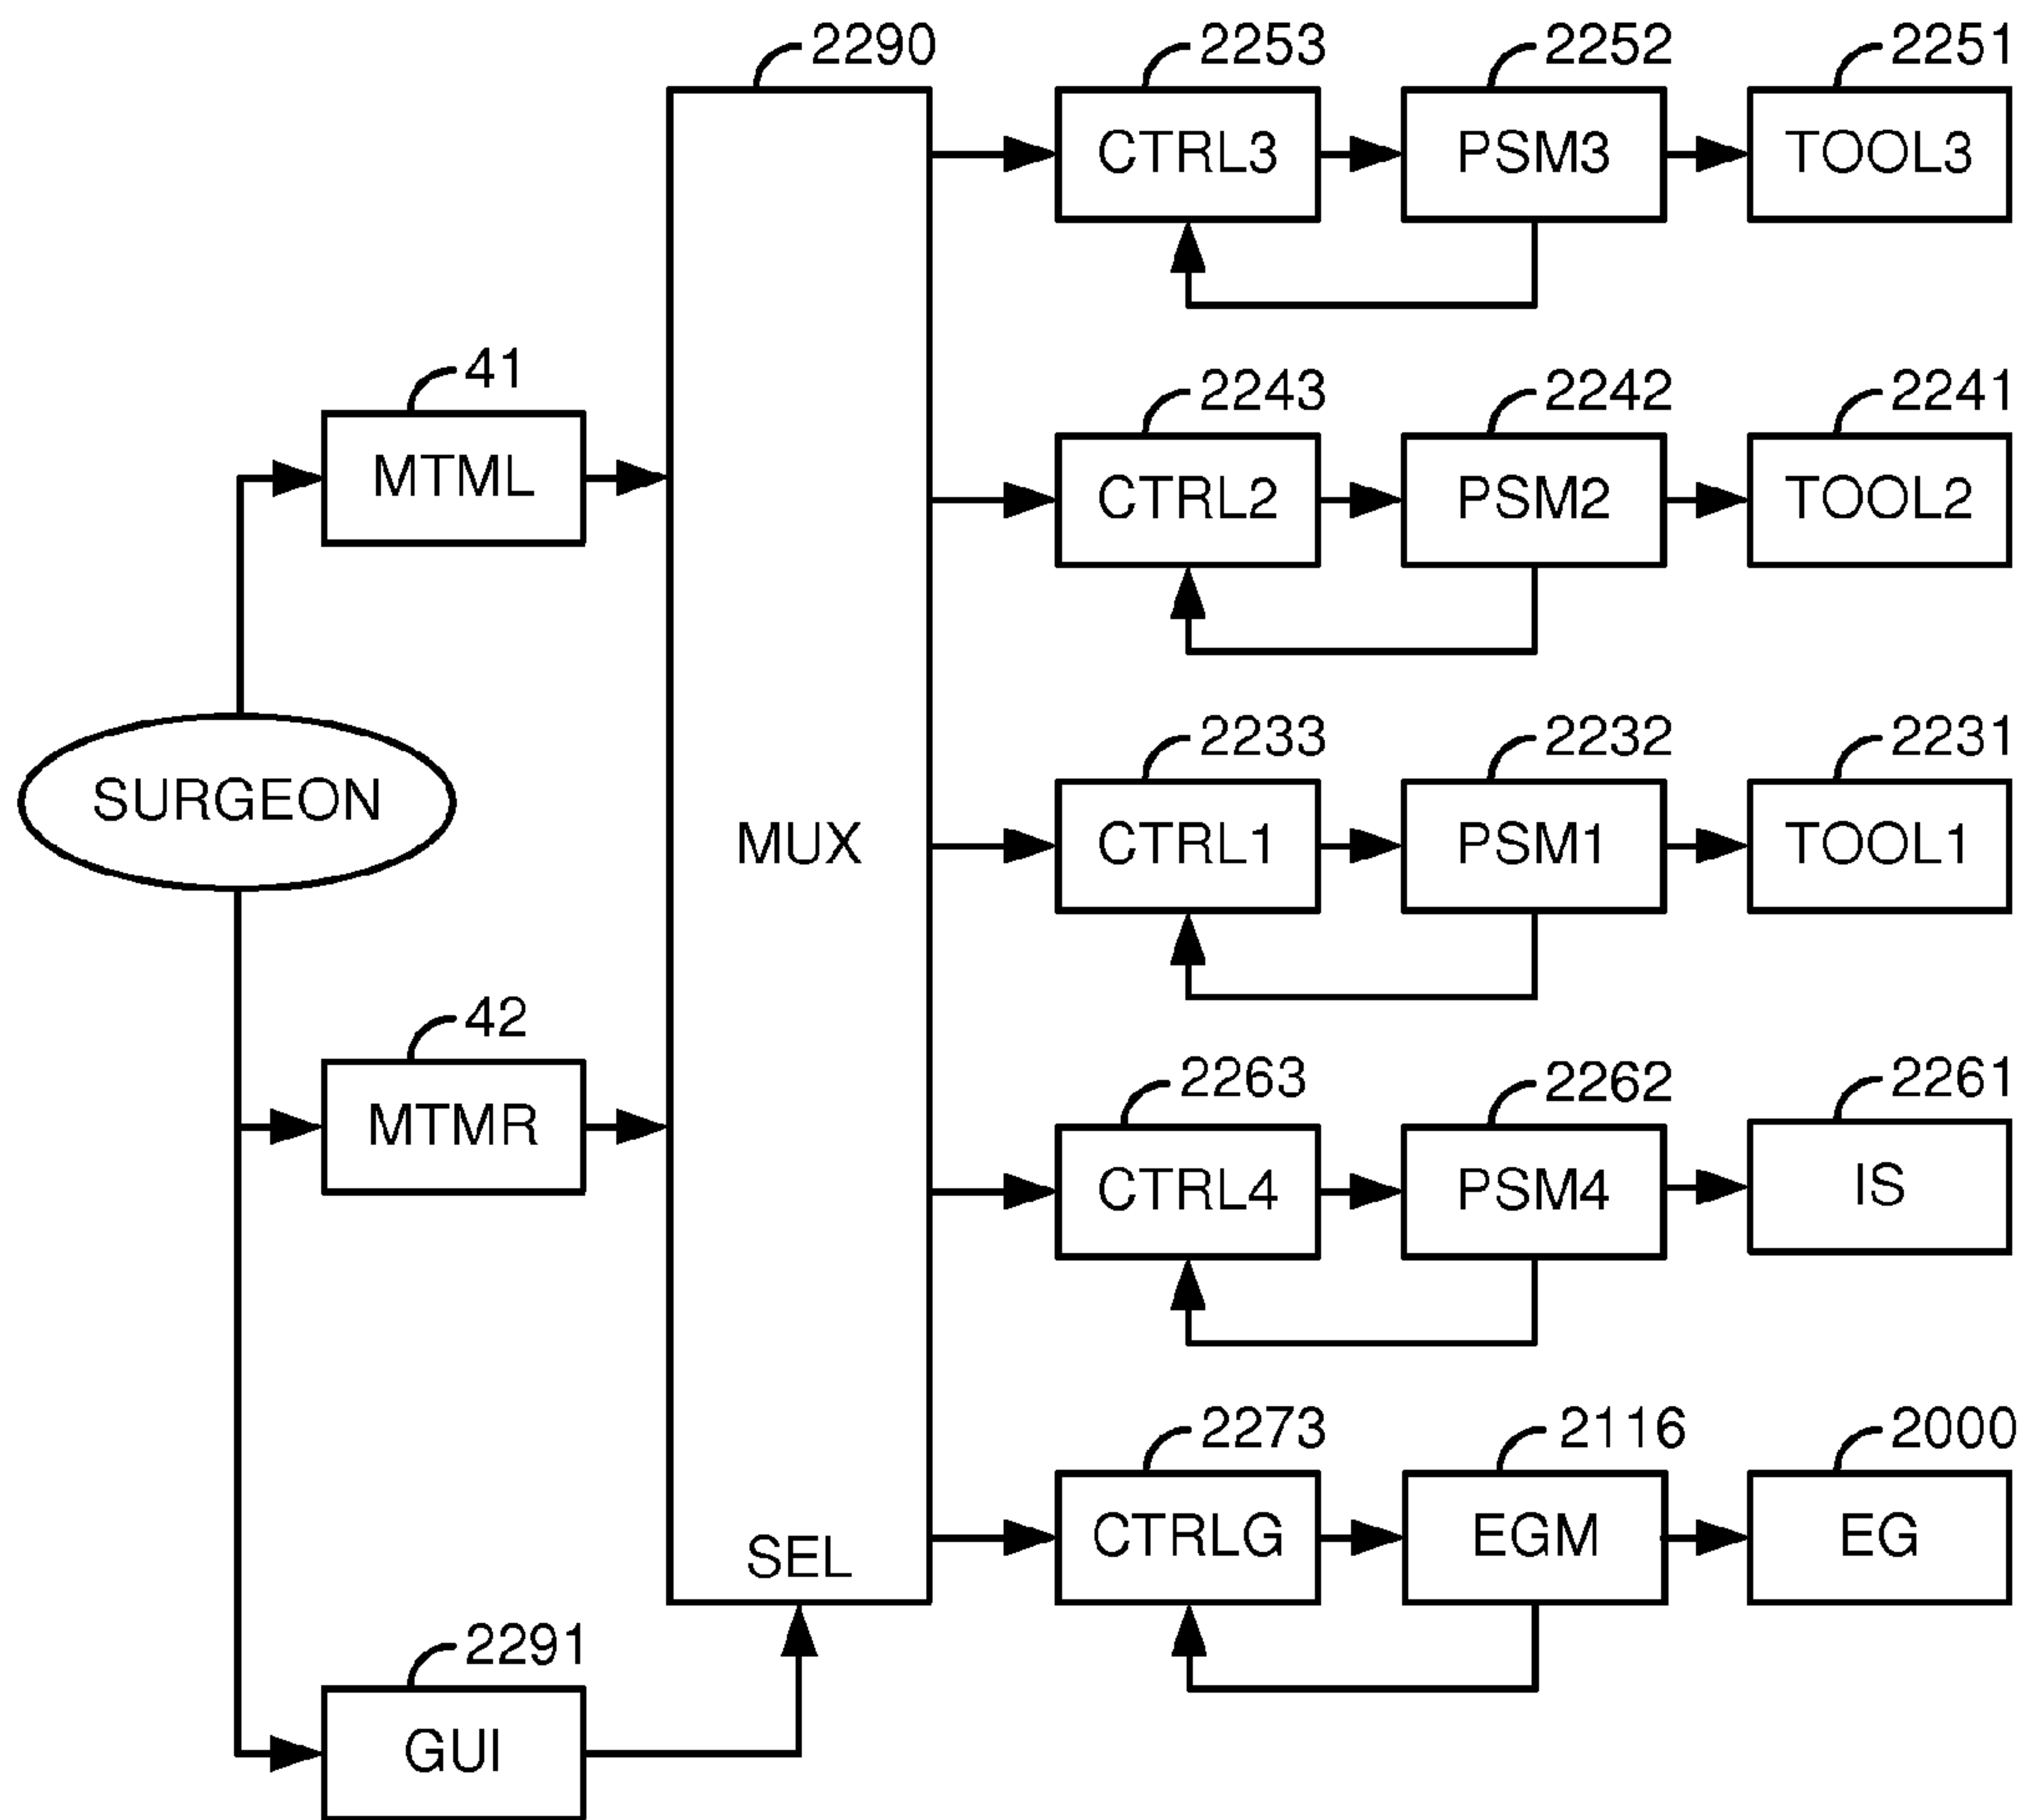 2290
2253
2252
2251
CTRL3
PSM3
TOOL3
41
2243
2242
2241
MTML
CTRL2
PSM2
TOOL2
2233
2232
2231
SURGEON
MUX
CTRL1
PSM1
TOOL1
42
2263
2262
2261
MTMR
CTRL4
PSM4
IS
2273
2116
2000
SEL
CTRLG
EGM
EG
2291
GUI